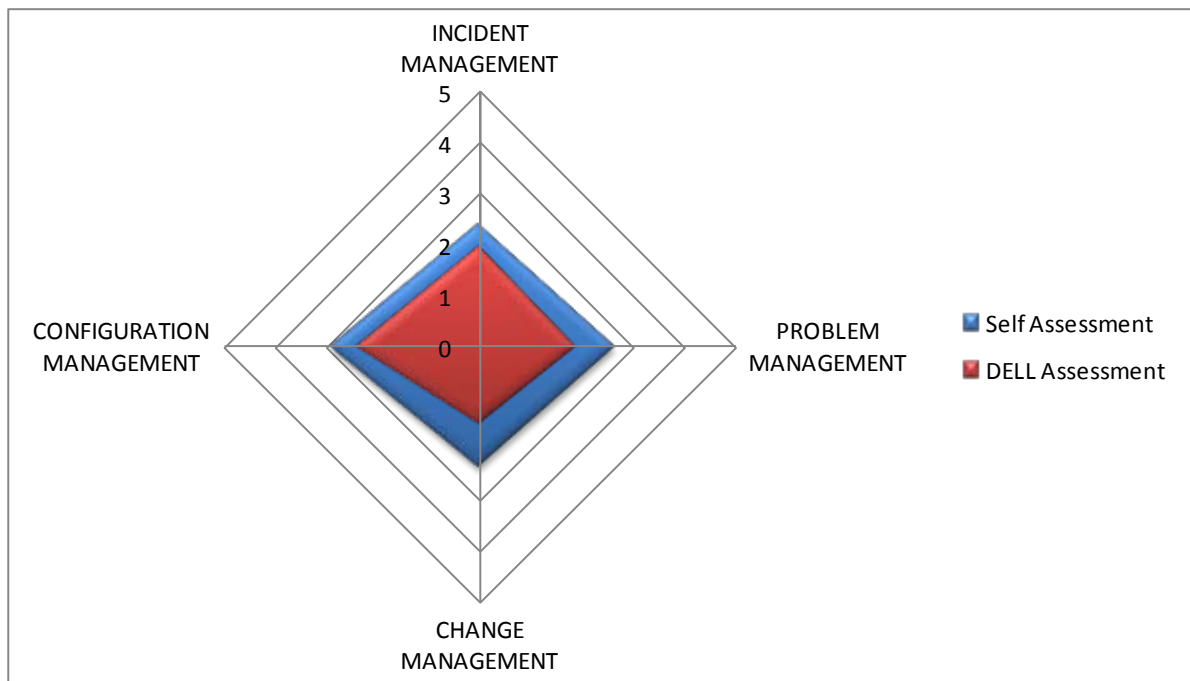 INCIDENT
MANAGEMENT
5
4
3
2
1
0
CONFIGURATION
MANAGEMENT
PROBLEM
MANAGEMENT
CHANGE
MANAGEMENT
Self Assessment
DELL Assessment